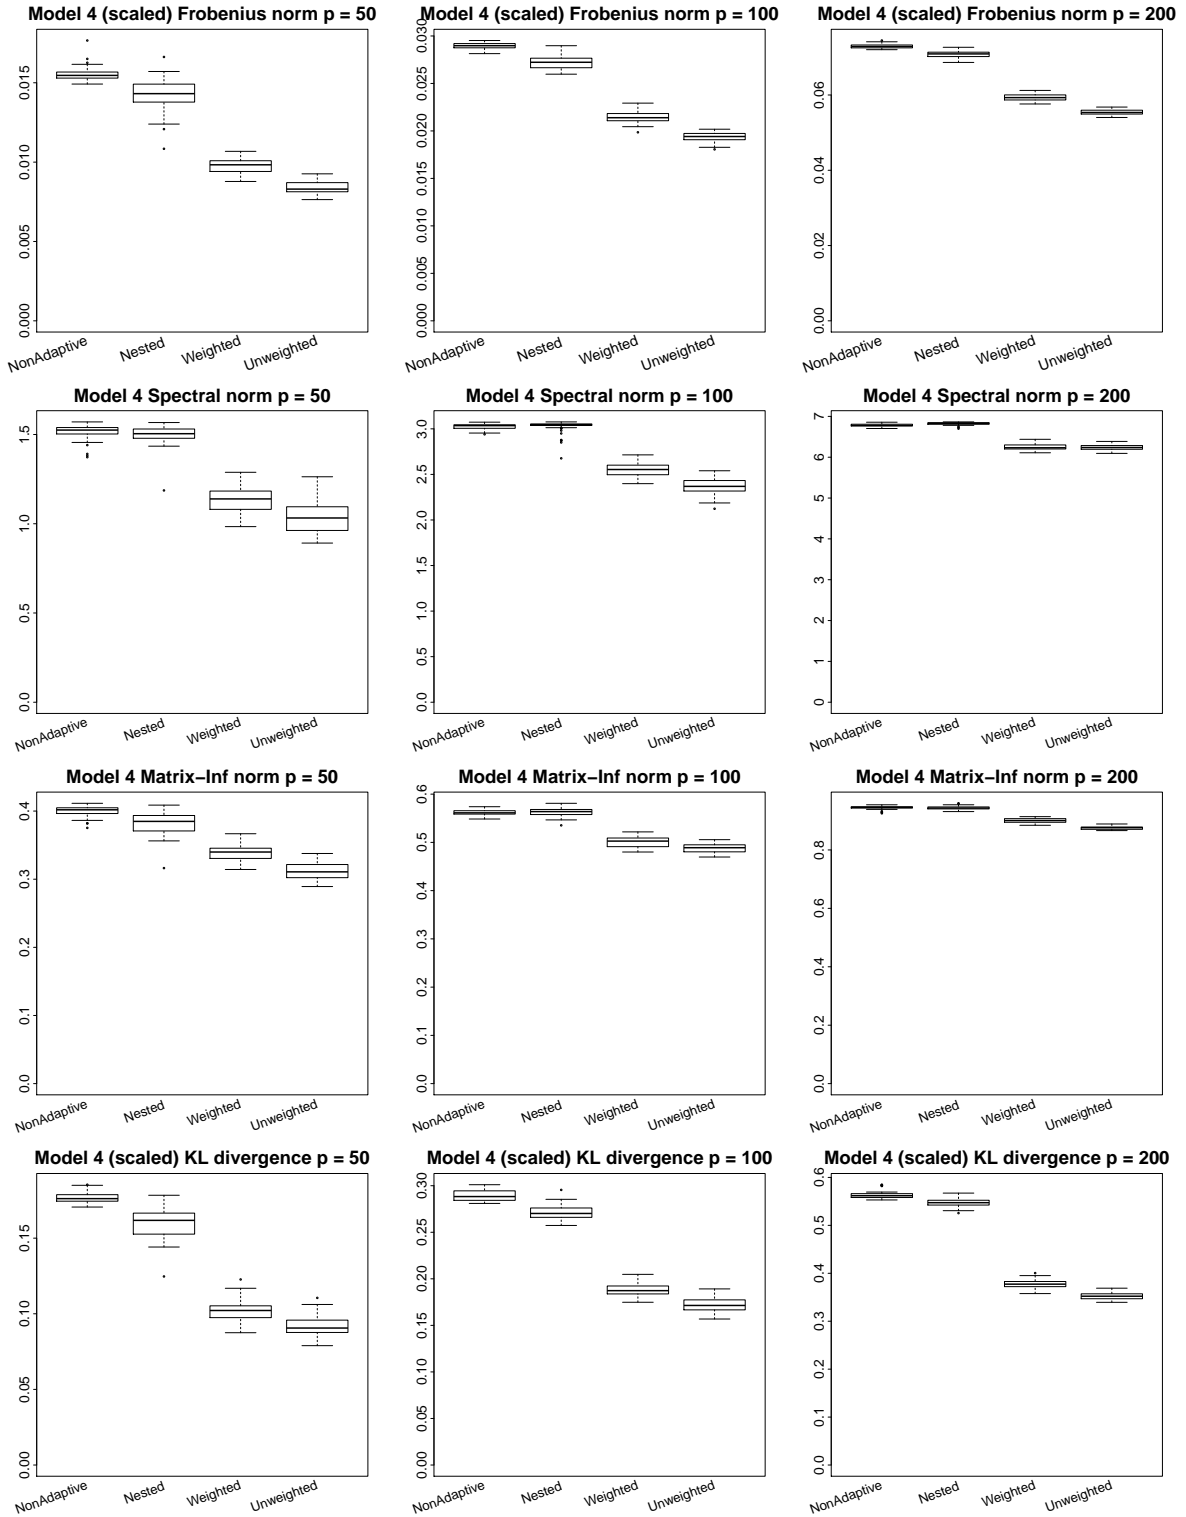 Model 4 (scaled) Frobenius norm p = 50
0.000
0.005
0.010
0.015
NonAdaptive
Nested
Weighted
Unweighted
Model 4 (scaled) Frobenius norm p = 100
0.000
0.005
0.010
0.015
0.020
0.025
0.030
NonAdaptive
Nested
Weighted
Unweighted
Model 4 (scaled) Frobenius norm p = 200
0.00
0.02
0.04
0.06
NonAdaptive
Nested
Weighted
Unweighted
Model 4 Spectral norm p = 50
0.0
0.5
1.0
1.5
NonAdaptive
Nested
Weighted
Unweighted
Model 4 Spectral norm p = 100
0.0
0.5
1.0
1.5
2.0
2.5
3.0
NonAdaptive
Nested
Weighted
Unweighted
Model 4 Spectral norm p = 200
0
1
2
3
4
5
6
7
NonAdaptive
Nested
Weighted
Unweighted
Model 4 Matrix−Inf norm p = 50
0.0
0.1
0.2
0.3
0.4
NonAdaptive
Nested
Weighted
Unweighted
Model 4 Matrix−Inf norm p = 100
0.0
0.1
0.2
0.3
0.4
0.5
0.6
NonAdaptive
Nested
Weighted
Unweighted
Model 4 Matrix−Inf norm p = 200
0.0
0.2
0.4
0.6
0.8
NonAdaptive
Nested
Weighted
Unweighted
Model 4 (scaled) KL divergence p = 50
0.00
0.05
0.10
0.15
NonAdaptive
Nested
Weighted
Unweighted
Model 4 (scaled) KL divergence p = 100
0.00
0.05
0.10
0.15
0.20
0.25
0.30
NonAdaptive
Nested
Weighted
Unweighted
Model 4 (scaled) KL divergence p = 200
0.0
0.1
0.2
0.3
0.4
0.5
0.6
NonAdaptive
Nested
Weighted
Unweighted